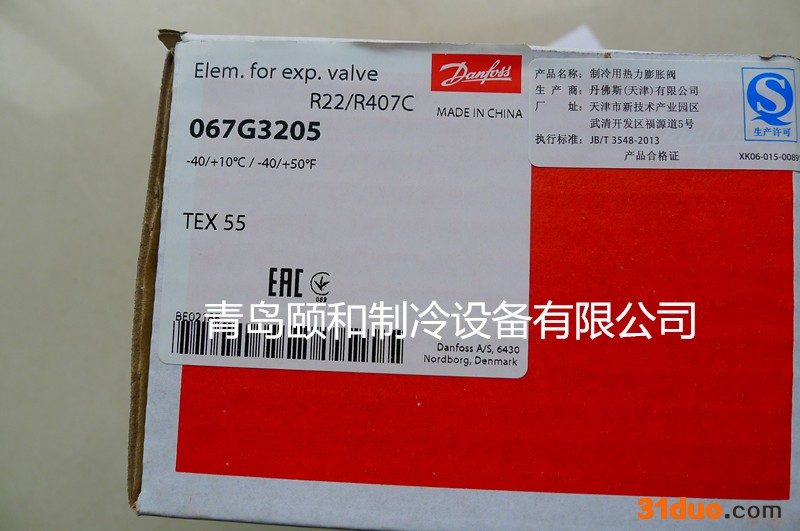 Elem. for exp. valve
Danfoss
R22/R407C
MADE IN CHINA
067G3205
-40/+10°C / -40/+50°F
TEX 55
EAC
089
Danfoss A/S, 6430
Nordborg, Denmark
产品名称: 制冷用热力膨胀阀
生 产 商: 丹佛斯(天津)有限公司
厂 址: 天津市新技术产业园区
武清开发区福源道5号
执行标准: JB/T 3548-2013
产品合格证
生产许可
XK06-015-0089
青岛颐和制冷设备有限公司
31duo.com